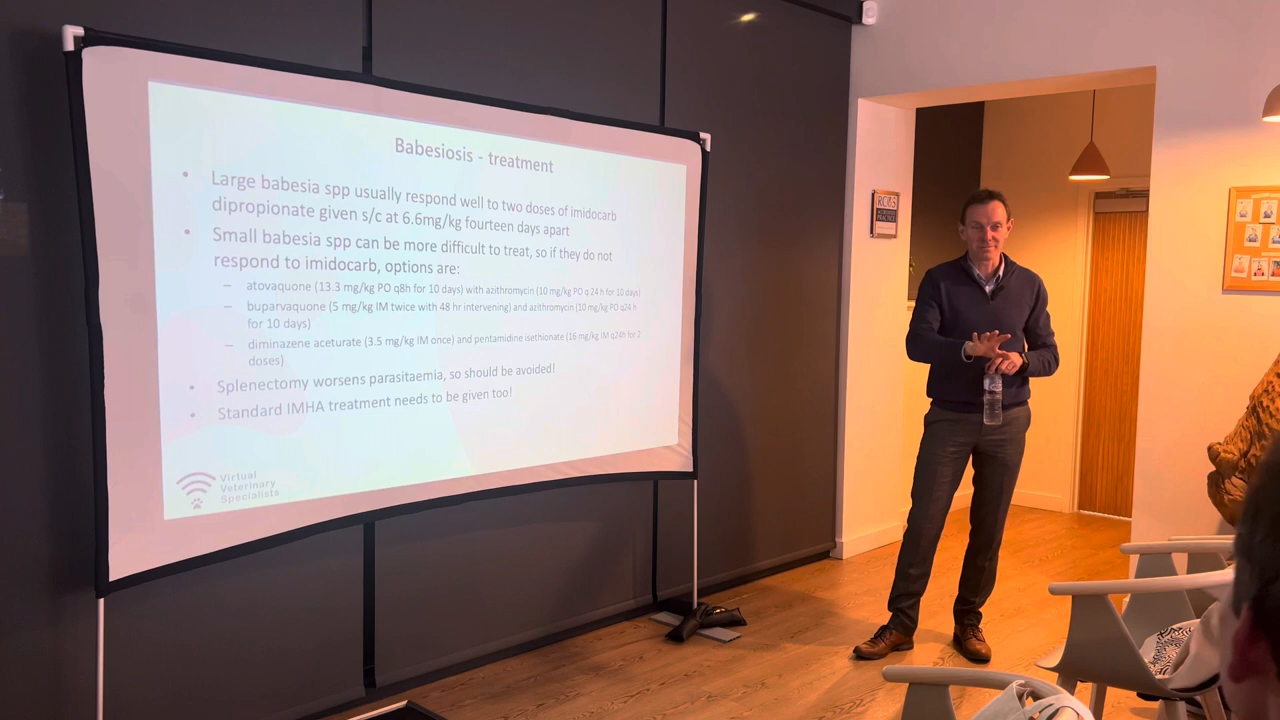 Babesiosis - treatment
• Large babesia spp usually respond well to two doses of imidocarb
dipropionate given s/c at 6.6mg/kg fourteen days apart
• Small babesia spp can be more difficult to treat, so if they do not
respond to imidocarb, options are:
– atovaquone (13.3 mg/kg PO q8h for 10 days) with azithromycin (10 mg/kg PO q 24 h for 10 days)
– buparvaquone (5 mg/kg IM twice with 48 hr intervening) and azithromycin (10 mg/kg PO q24 h
for 10 days)
– diminazene aceturate (3.5 mg/kg IM once) and pentamidine isethionate (16 mg/kg IM q24h for 2
doses)
• Splenectomy worsens parasitaemia, so should be avoided!
• Standard IMHA treatment needs to be given too!
Virtual
Veterinary
Specialists
RCVS
ACCREDITED
PRACTICE